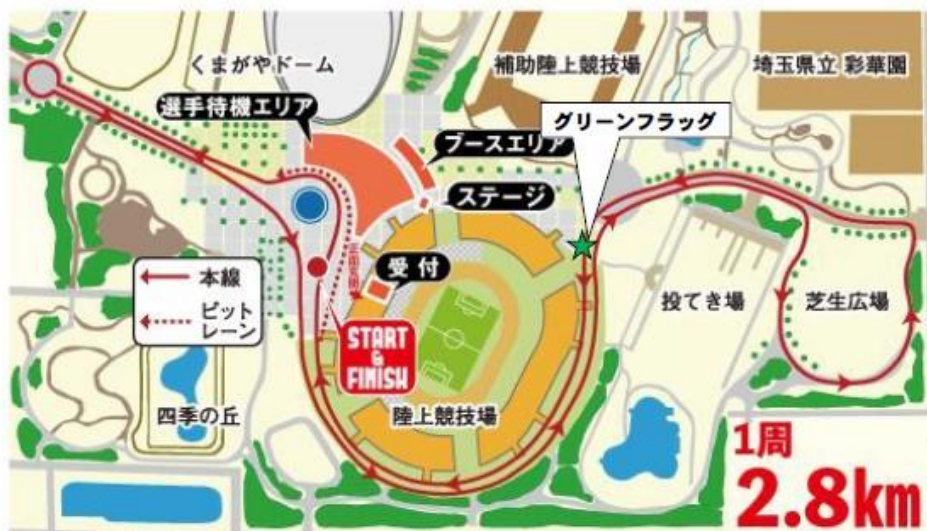 くまがやドーム
補助陸上競技場
埼玉県立 彩華園
選手待機エリア
グリーンフラッグ
ブースエリア
ステージ
正面玄関
受付
本線
ピット
レーン
START
&
FINISH
投てき場
芝生広場
四季の丘
陸上競技場
1周
2.8km